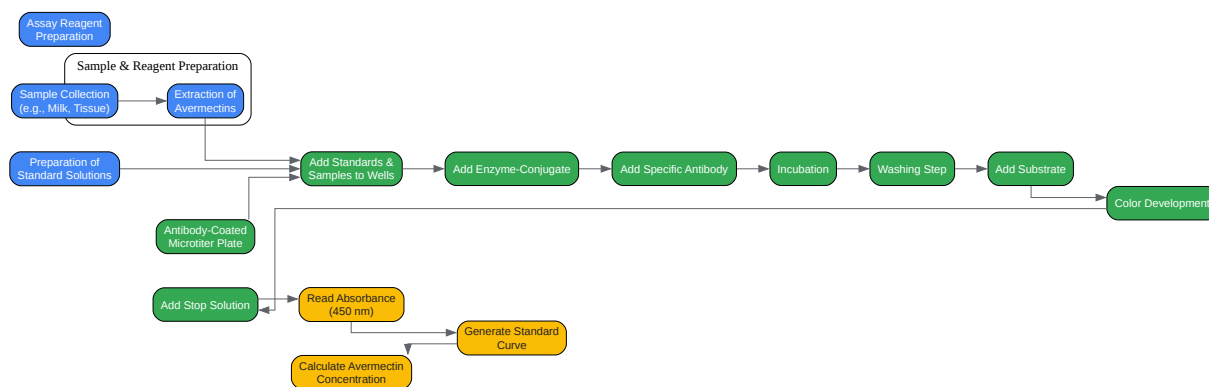 Assay Reagent
Preparation
Sample & Reagent Preparation
Sample Collection
(e.g., Milk, Tissue)
Extraction of
Avermectins
Preparation of
Standard Solutions
Add Standards &
Samples to Wells
Add Enzyme-Conjugate
Add Specific Antibody
Incubation
Washing Step
Add Substrate
Color Development
Antibody-Coated
Microtiter Plate
Add Stop Solution
Read Absorbance
(450 nm)
Generate Standard
Curve
Calculate Avermectin
Concentration